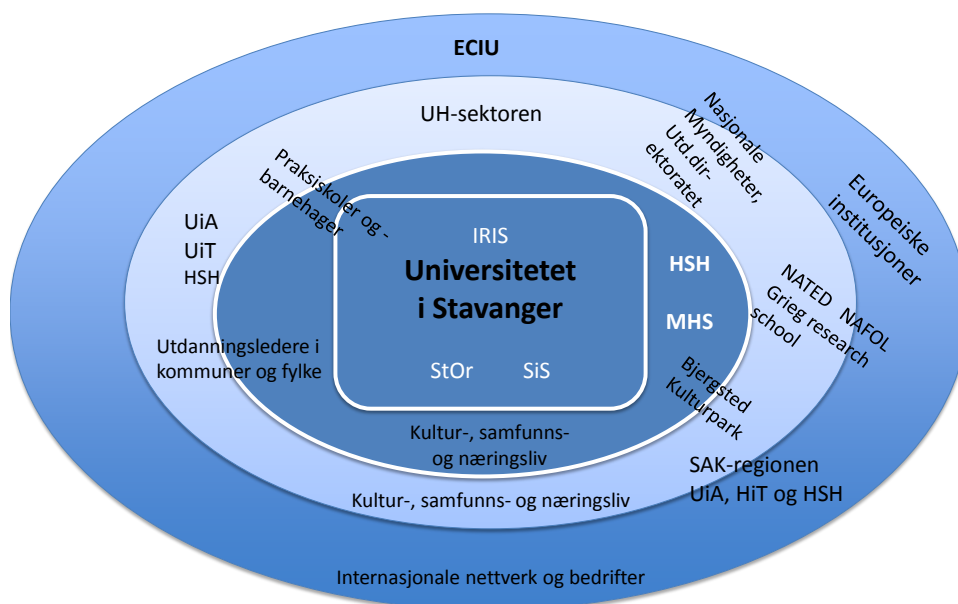 ECIU
UH-sektoren
Nasjonale
Myndigheter,
Utd.dir-
ektoratet
Europeiske
institusjoner
Praksiskoler og -
barnehager
UiA
UiT
HSH
IRIS
Universitetet
i Stavanger
HSH
MHS
StOr
SiS
NATED NAFOL
Grieg research
school
Utdanningsledere i
kommuner og fylke
Bjergsted
Kulturpark
Kultur-, samfunns-
og næringsliv
SAK-regionen
UiA, HiT og HSH
Kultur-, samfunns- og næringsliv
Internasjonale nettverk og bedrifter